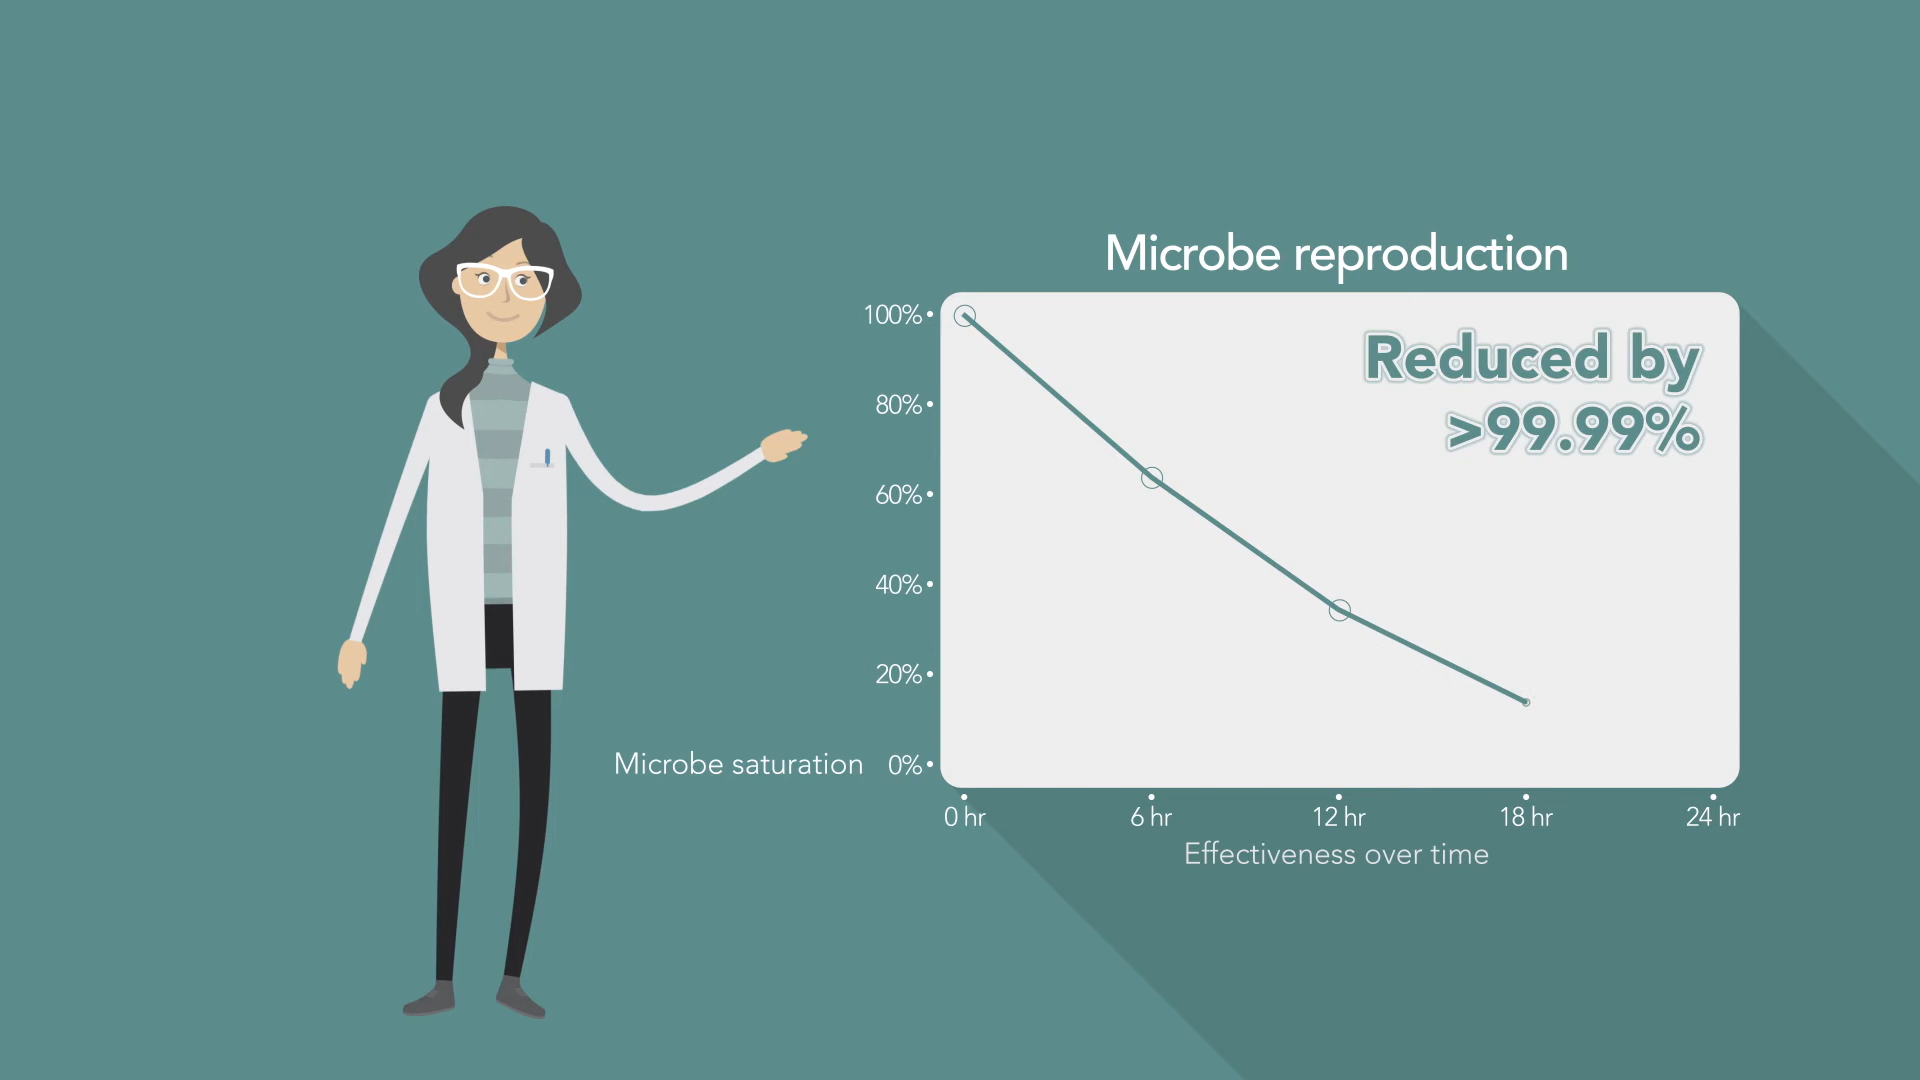 Microbe reproduction
Reduced by
>99.99%
100%
80%
60%
40%
20%
Microbe saturation 0%
0 hr 6 hr 12 hr 18 hr 24 hr
Effectiveness over time